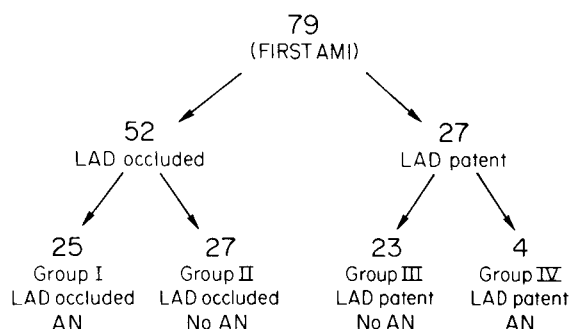 79
(FIRST AMI)
52
LAD occluded
27
LAD patent
25
Group I
LAD occluded
AN
27
Group II
LAD occluded
No AN
23
Group III
LAD patent
No AN
4
Group IV
LAD patent
AN